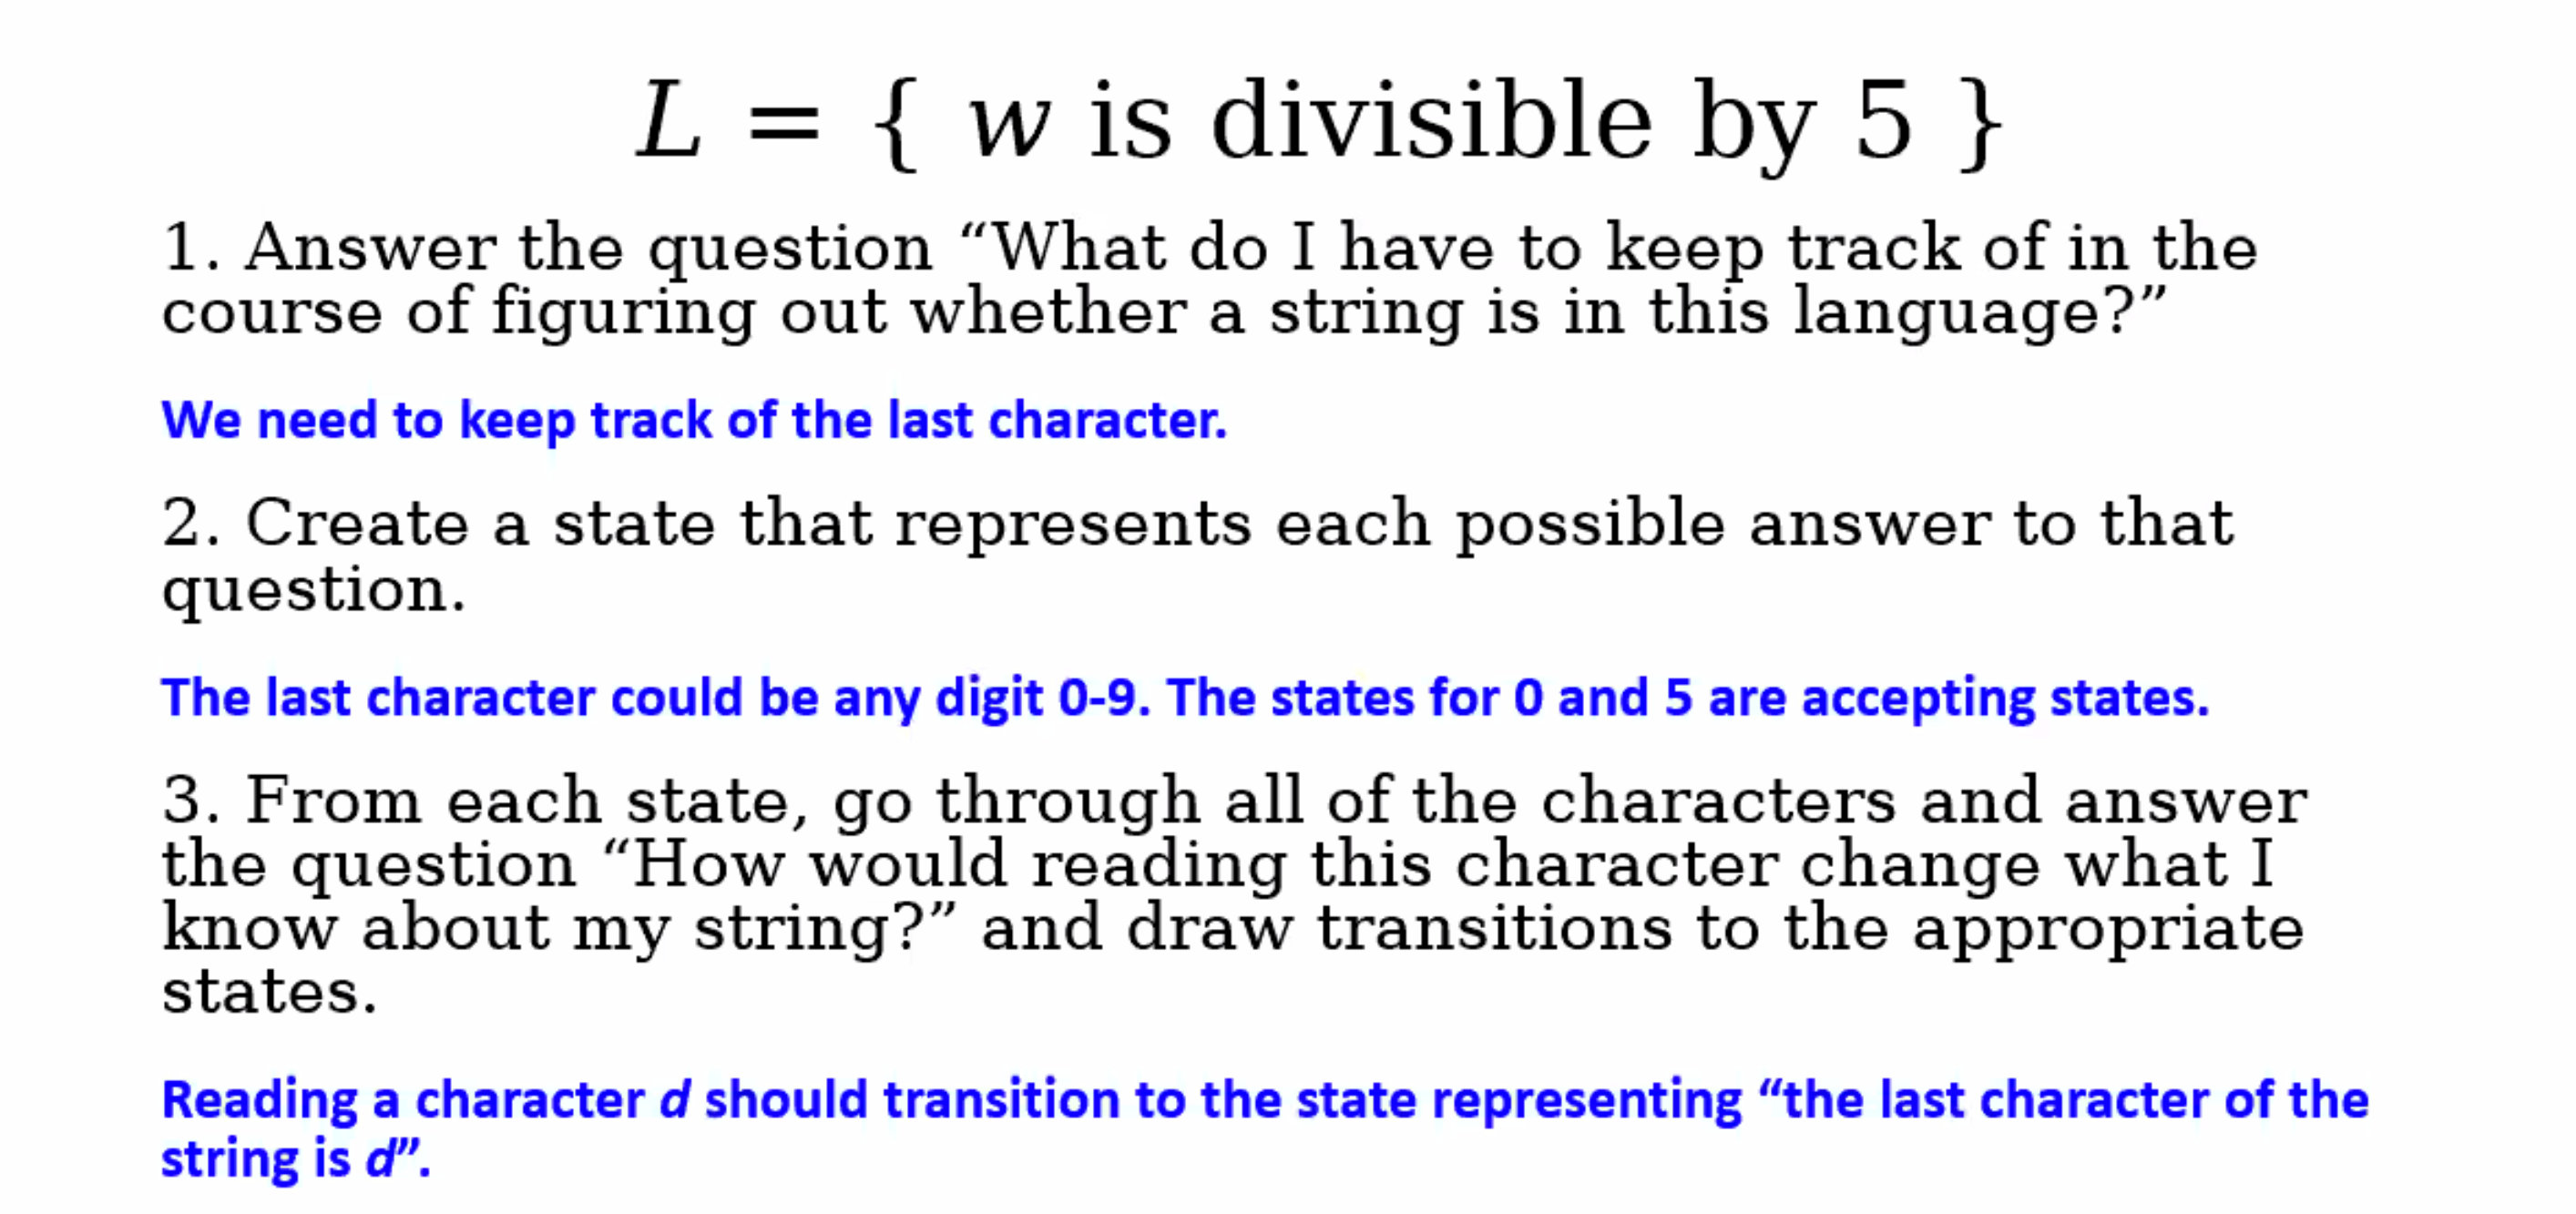 L = { w is divisible by 5 }
1. Answer the question “What do I have to keep track of in the
course of figuring out whether a string is in this language?”
We need to keep track of the last character.
2. Create a state that represents each possible answer to that
question.
The last character could be any digit 0-9. The states for 0 and 5 are accepting states.
3. From each state, go through all of the characters and answer
the question “How would reading this character change what I
know about my string?” and draw transitions to the appropriate
states.
Reading a character d should transition to the state representing “the last character of the
string is d”.